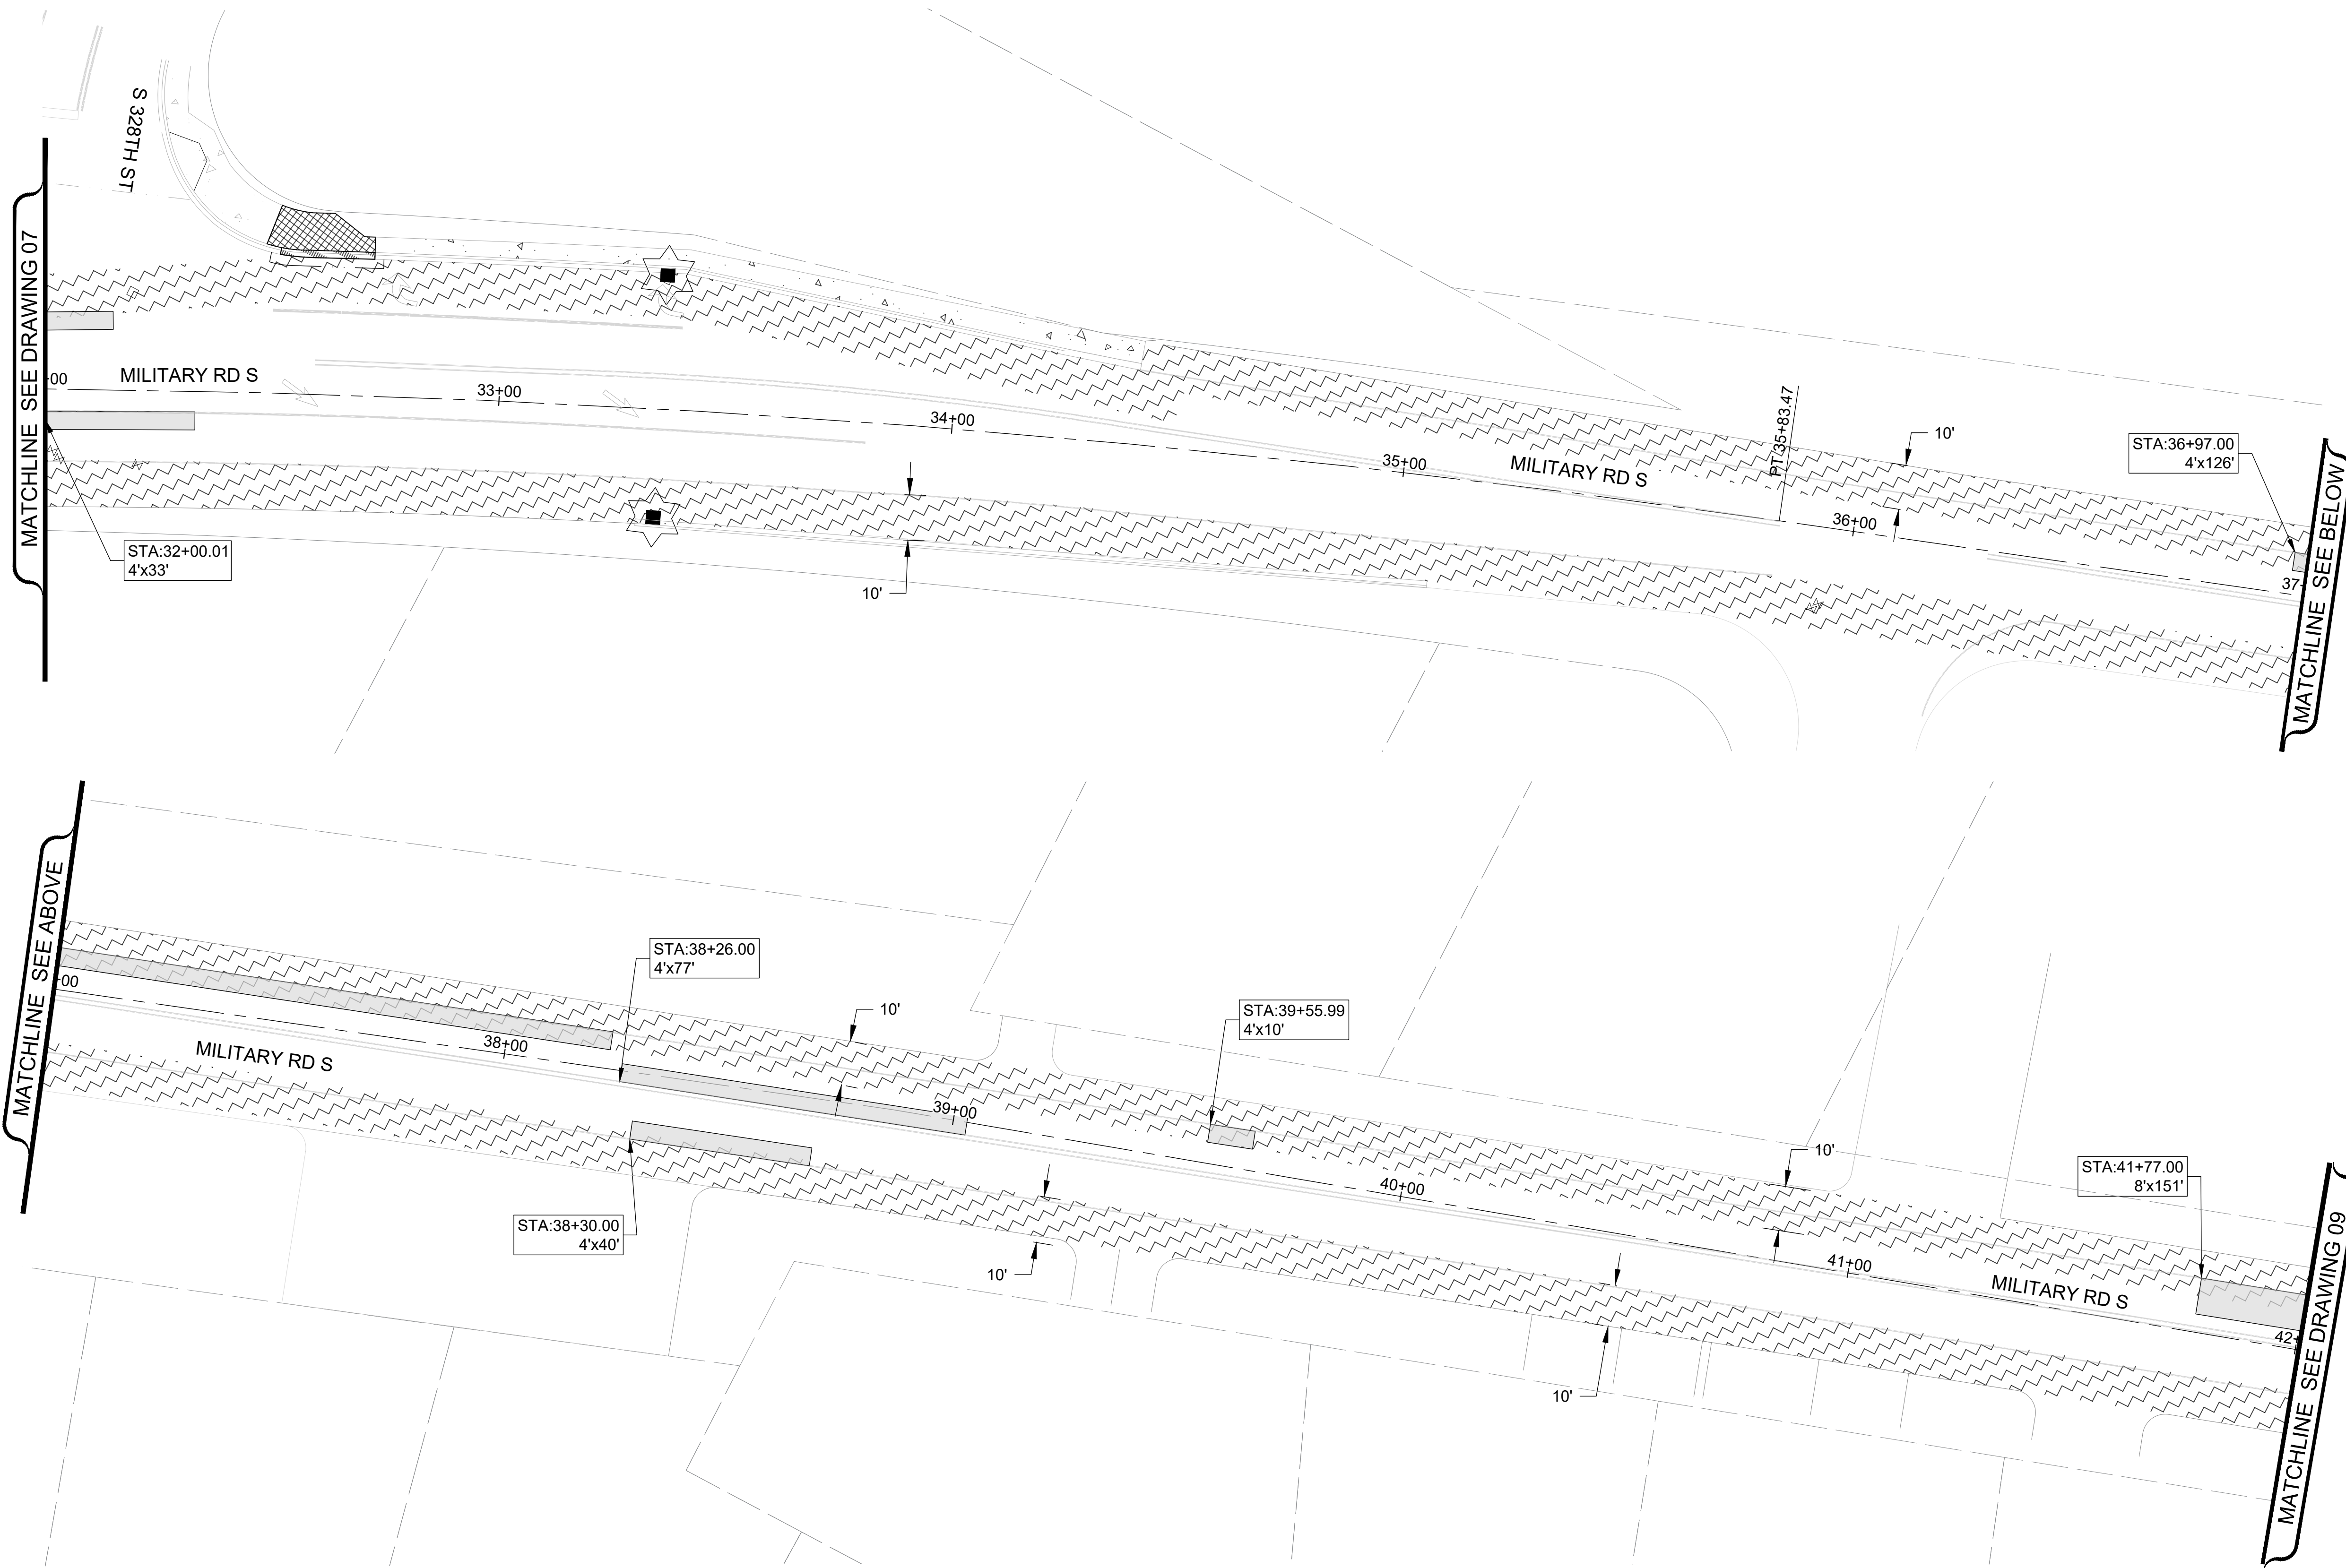 S 328TH ST
MATCHLINE SEE DRAWING 07
+00
MILITARY RD S
33+00
34+00
35+00
MILITARY RD S
PT:35+83.47
36+00
10'
STA:36+97.00
4'x126'
37+
MATCHLINE SEE BELOW
STA:32+00.01
4'x33'
10'
MATCHLINE SEE ABOVE
+00
MILITARY RD S
38+00
STA:38+26.00
4'x77'
10'
39+00
STA:39+55.99
4'x10'
STA:38+30.00
4'x40'
10'
40+00
10'
10'
41+00
MILITARY RD S
STA:41+77.00
8'x151'
42+
MATCHLINE SEE DRAWING 09